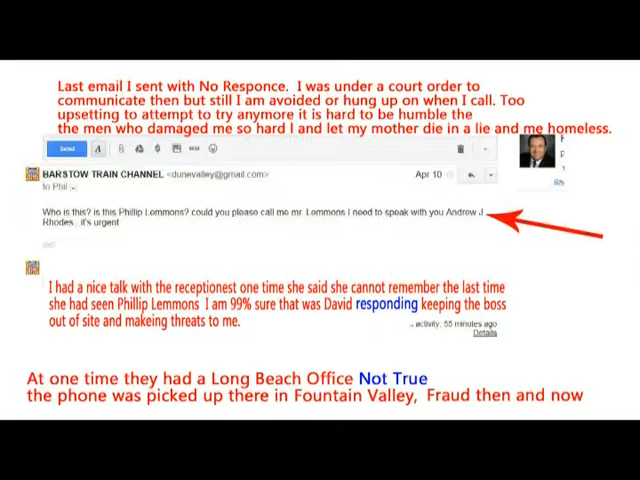 Last email I sent with No Responce. I was under a court order to
communicate then but still I am avoided or hung up on when I call. Too
upsetting to attempt to try anymore it is hard to be humble the
the men who damaged me so hard I and let my mother die in a lie and me homeless.
Send A
BARSTOW TRAIN CHANNEL <dunevalley@gmail.com> Apr 10
to Phil
Who is this? is this Phillip Lemmons? could you please call me mr. Lemmons I need to speak with you Andrew J
Rhodes. it's urgent
I had a nice talk with the receptionest one time she said she cannot remember the last time
she had seen Phillip Lemmons I am 99% sure that was David responding keeping the boss
out of site and makeing threats to me.
activity, 55 minutes ago
Details
At one time they had a Long Beach Office Not True
the phone was picked up there in Fountain Valley, Fraud then and now